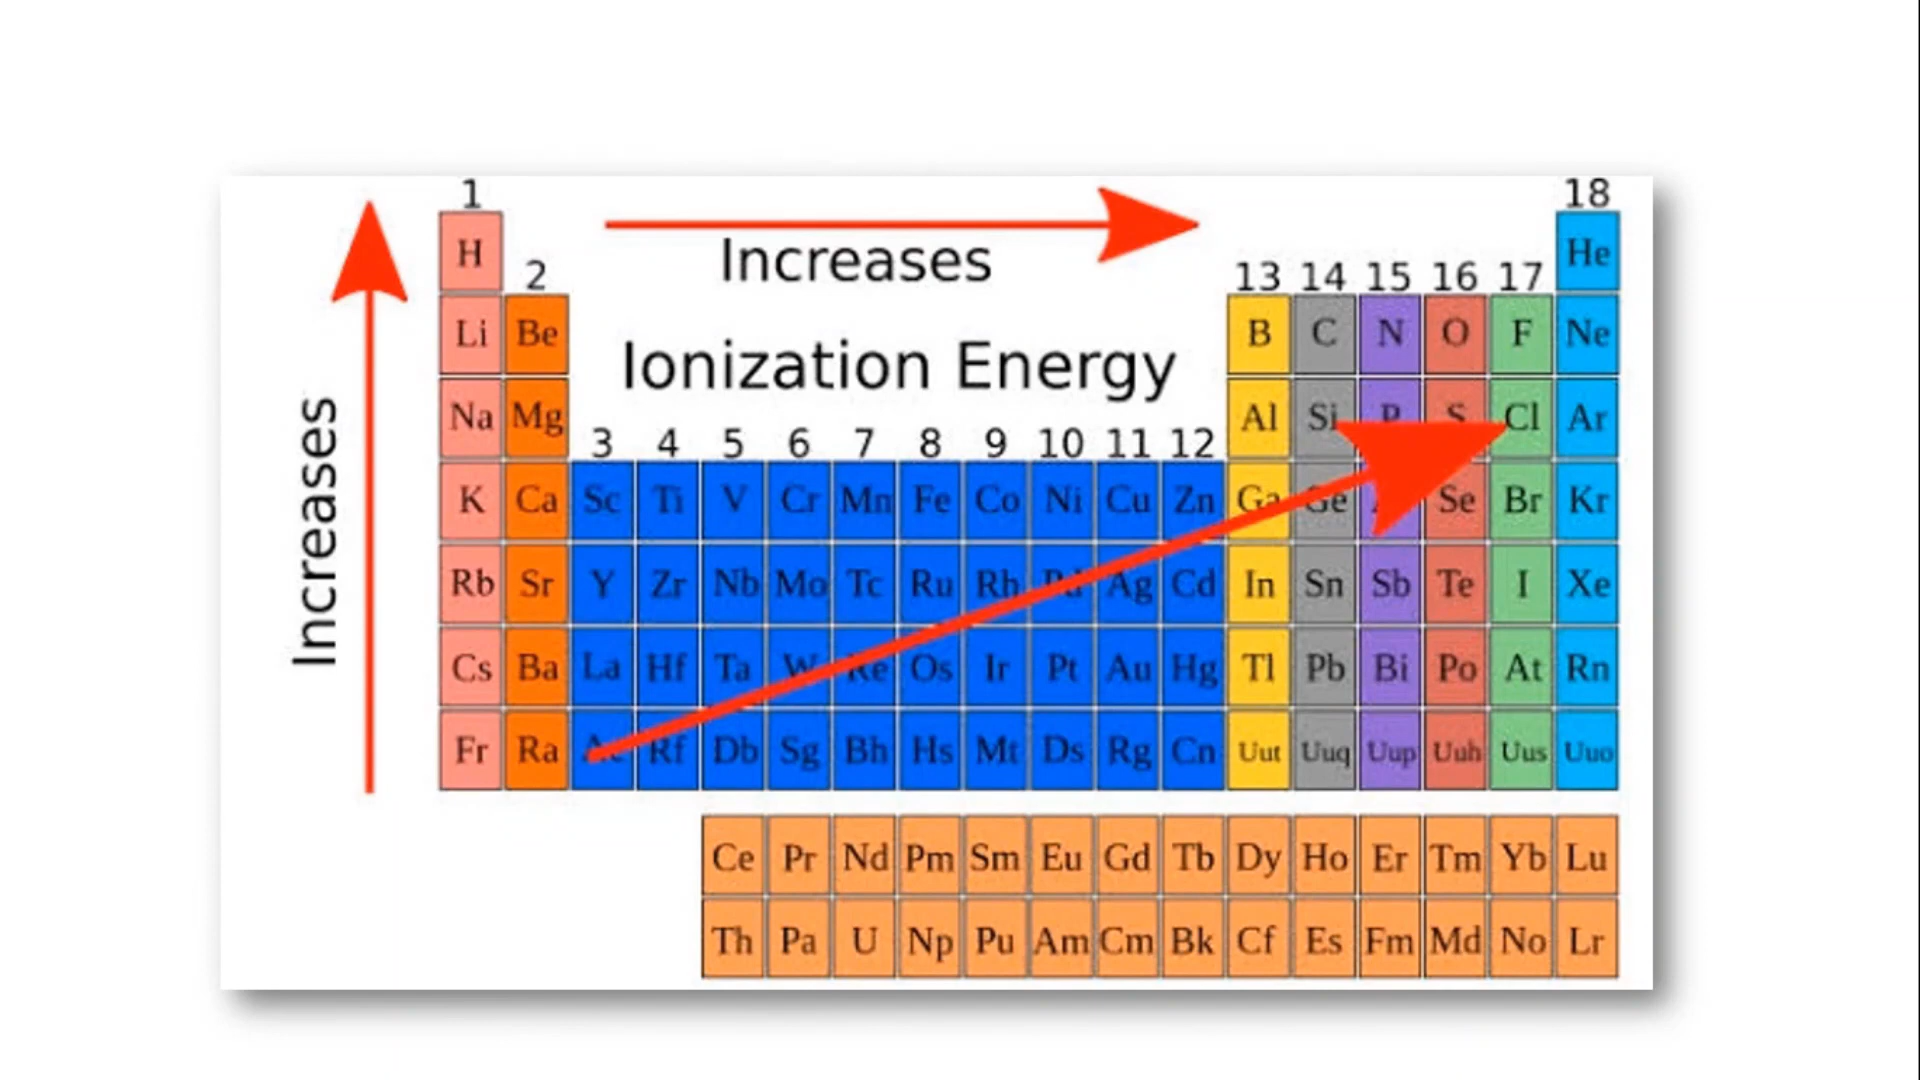 1 18
H Increases He
2 13 14 15 16 17
Li Be Ionization Energy B C N O F Ne
Na Mg Al Si P S Cl Ar
3 4 5 6 7 8 9 10 11 12
Increases
K Ca Sc Ti V Cr Mn Fe Co Ni Cu Zn Ga Ge Se Br Kr
Rb Sr Y Zr Nb Mo Tc Ru Rh Pd Ag Cd In Sn Sb Te I Xe
Cs Ba La Hf Ta W Re Os Ir Pt Au Hg Tl Pb Bi Po At Rn
Fr Ra Ac Rf Db Sg Bh Hs Mt Ds Rg Cn Uut Uuq Uup Uuh Uus Uuo
Ce Pr Nd Pm Sm Eu Gd Tb Dy Ho Er Tm Yb Lu
Th Pa U Np Pu Am Cm Bk Cf Es Fm Md No Lr